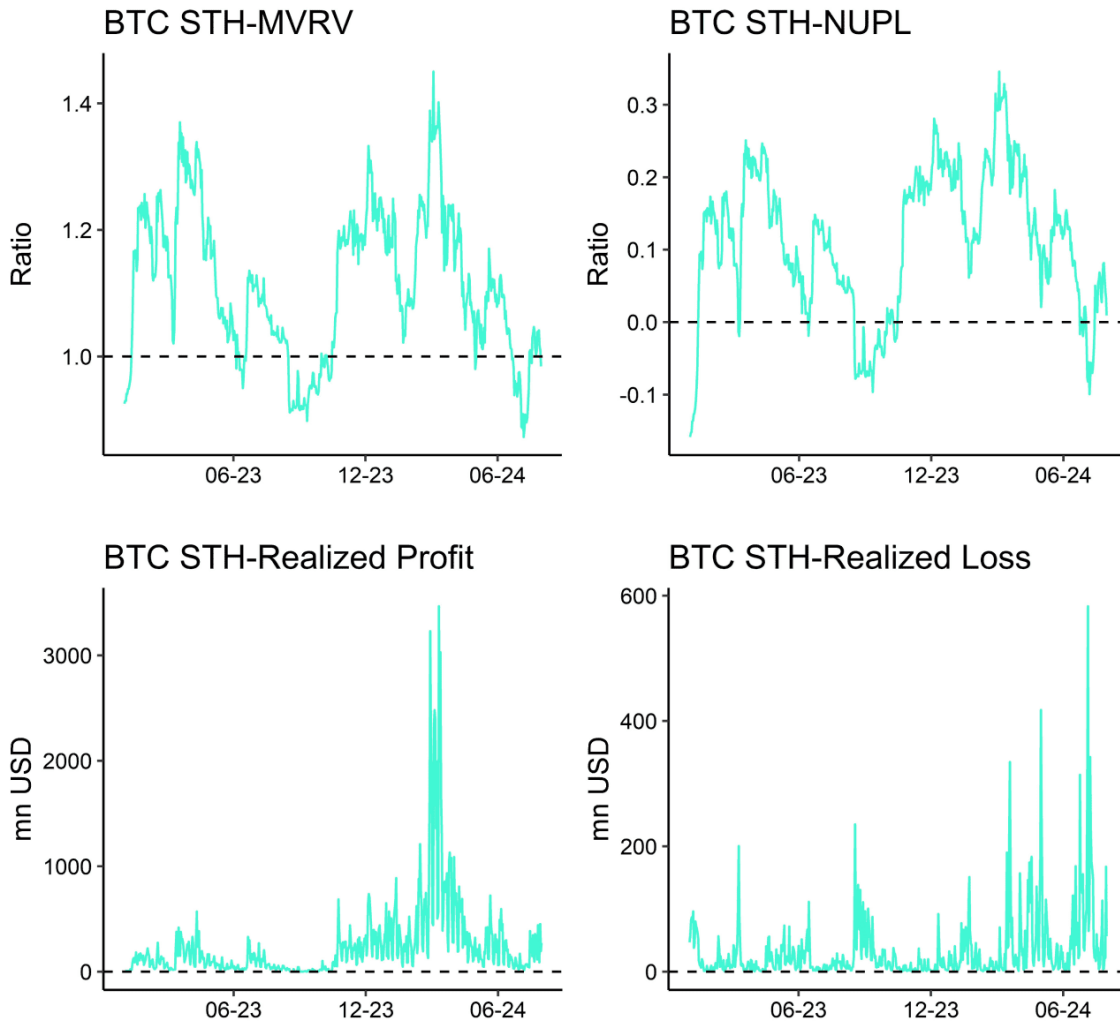 BTC STH-MVRV
Ratio
1.4
1.2
1.0
06-23 12-23 06-24
BTC STH-NUPL
Ratio
0.3
0.2
0.1
0.0
-0.1
06-23 12-23 06-24
BTC STH-Realized Profit
mn USD
3000
2000
1000
0
06-23 12-23 06-24
BTC STH-Realized Loss
mn USD
600
400
200
0
06-23 12-23 06-24